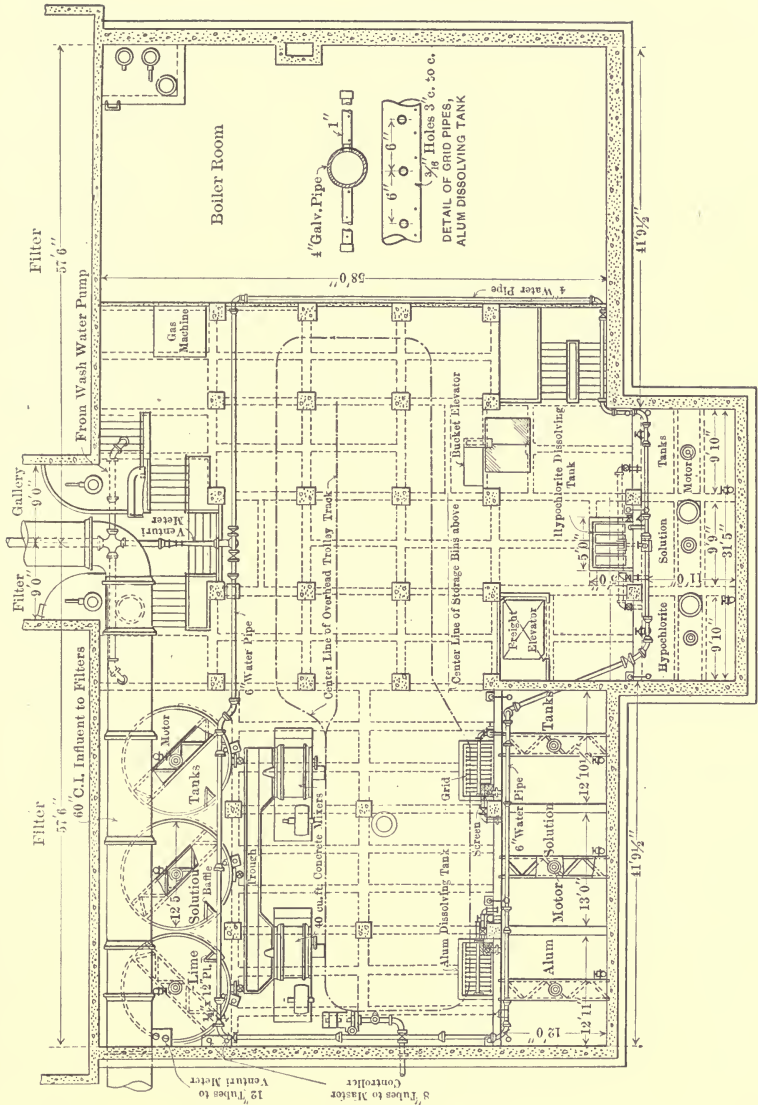 Filter
57'6"
From Wash Water Pump
Gallery
9'0"
Filter
9'0"
Filter
57'6"
60"C.I. Influent to Filters
Boiler Room
4" Galv. Pipe
1"
6"
6"
3/16" Holes 3" c. to c.
DETAIL OF GRID PIPES,
ALUM DISSOLVING TANK
58'0"
4" Water Pipe
Gas
Machine
Venturi
Meter
6" Water Pipe
Center Line of Overhead Trolley Track
Center Line of Storage Bins above
Bucket Elevator
Hypochlorite Dissolving
Tank
5'0"
Freight
Elevator
41'9½"
Tanks
Motor
Solution
Hypochlorite
11'0"
9'10"
9'9"
31'5"
9'10"
Motor
Tanks
12'5"
Solution
Baffle
Lime
12" Pl.
Trough
40 cu. ft. Concrete Mixers
Grid
Screen
Alum Dissolving Tank
6" Water Pipe
Tanks
12'10½"
Solution
Motor
13'0"
Alum
12'11"
12'0"
41'9½"
12" Tubes to
Venturi Meter
8" Tubes to Master
Controller